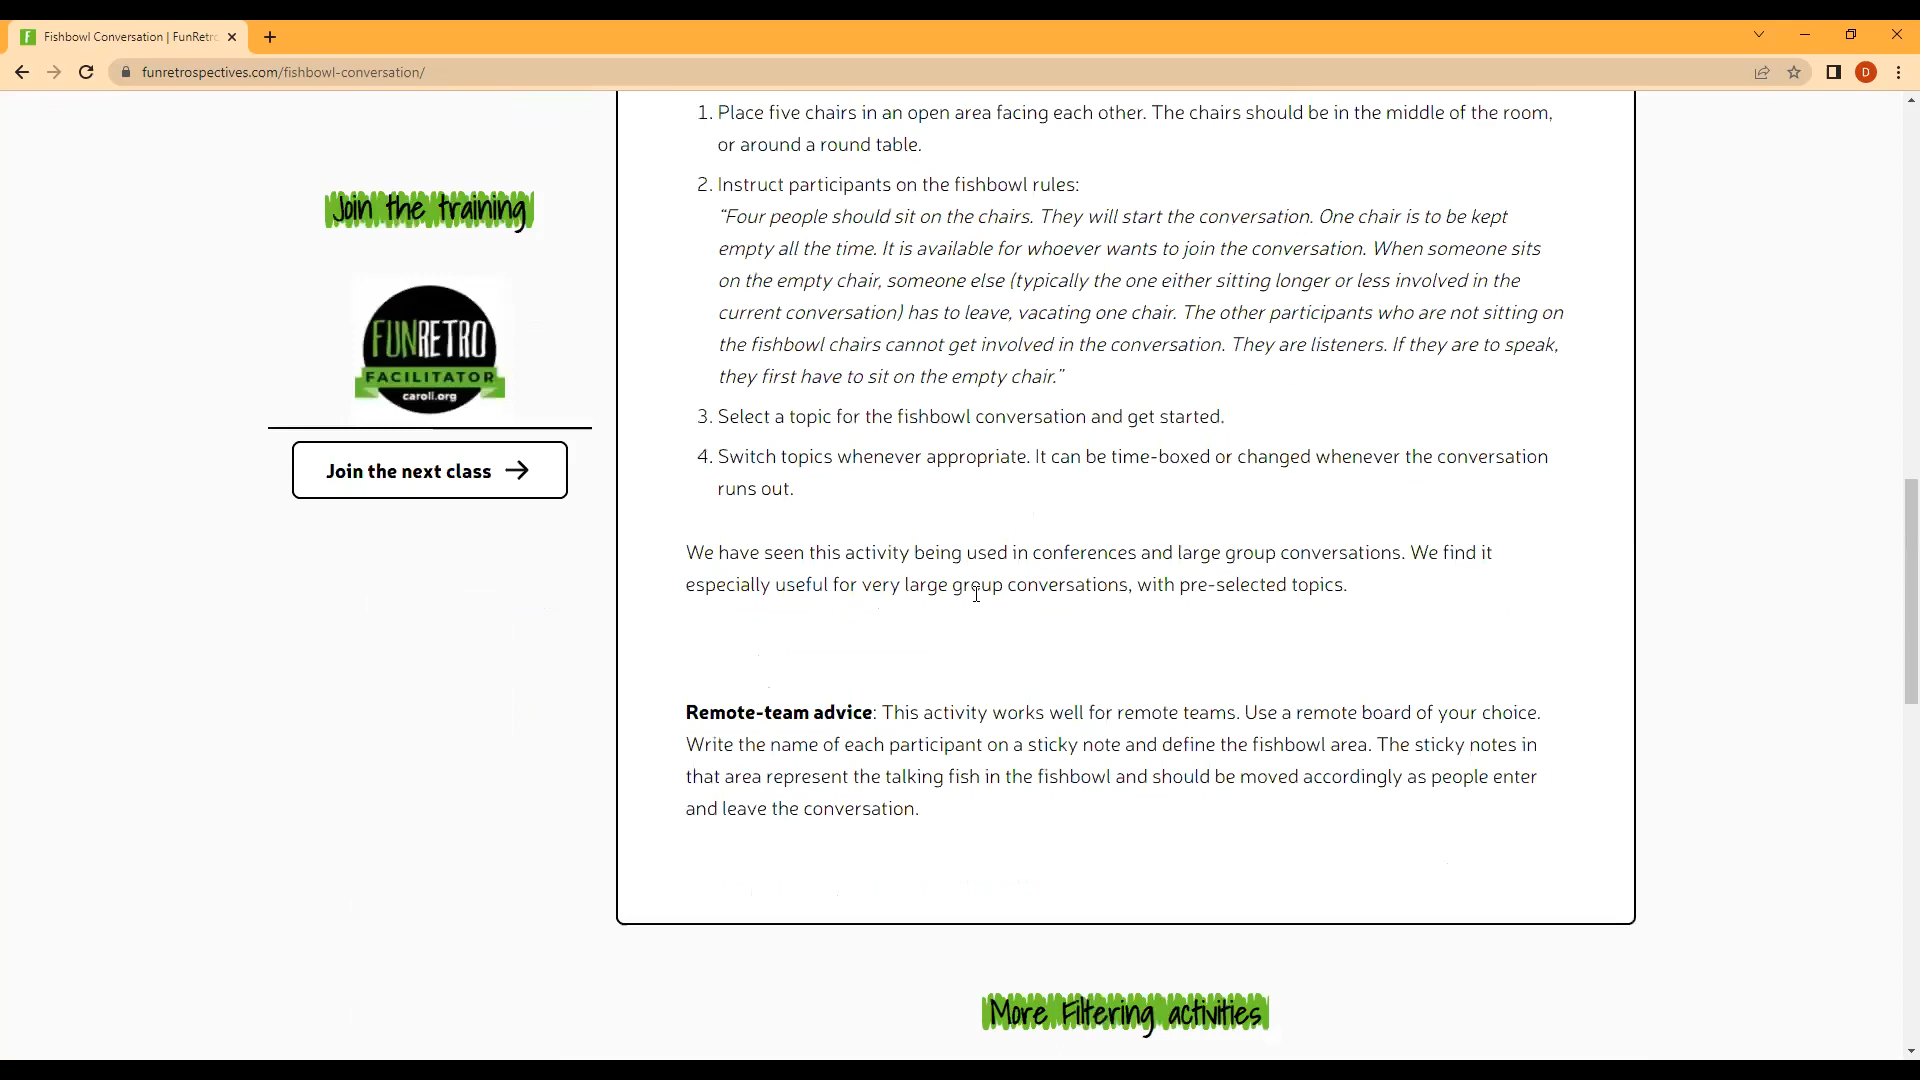 Fishbowl Conversation | FunRetro
funretrospectives.com/fishbowl-conversation/
D
Join the training
FUNRETRO
FACILITATOR
caroli.org
Join the next class →
1. Place five chairs in an open area facing each other. The chairs should be in the middle of the room,
or around a round table.
2. Instruct participants on the fishbowl rules:
“Four people should sit on the chairs. They will start the conversation. One chair is to be kept
empty all the time. It is available for whoever wants to join the conversation. When someone sits
on the empty chair, someone else (typically the one either sitting longer or less involved in the
current conversation) has to leave, vacating one chair. The other participants who are not sitting on
the fishbowl chairs cannot get involved in the conversation. They are listeners. If they are to speak,
they first have to sit on the empty chair.”
3. Select a topic for the fishbowl conversation and get started.
4. Switch topics whenever appropriate. It can be time-boxed or changed whenever the conversation
runs out.
We have seen this activity being used in conferences and large group conversations. We find it
especially useful for very large group conversations, with pre-selected topics.
Remote-team advice: This activity works well for remote teams. Use a remote board of your choice.
Write the name of each participant on a sticky note and define the fishbowl area. The sticky notes in
that area represent the talking fish in the fishbowl and should be moved accordingly as people enter
and leave the conversation.
More Filtering activities